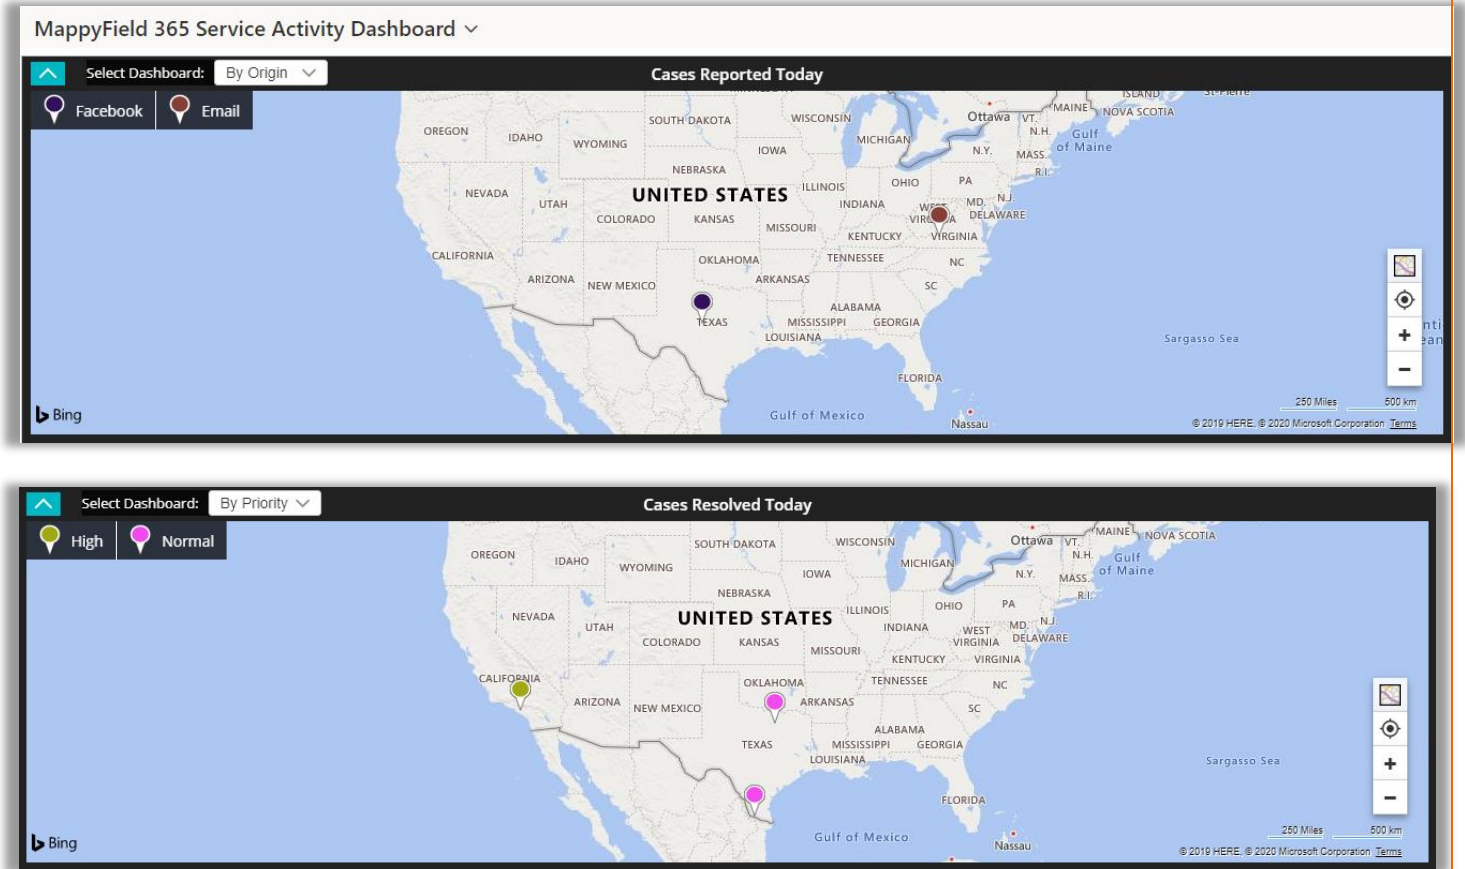 MappyField 365 Service Activity Dashboard
Select Dashboard: By Origin
Cases Reported Today
Facebook
Email
ISLAND
St-Pierre
MAINE
NOVA SCOTIA
Ottawa
VT.
OREGON
IDAHO
SOUTH DAKOTA
WISCONSIN
N.H.
Gulf
of Maine
WYOMING
IOWA
MICHIGAN
N.Y.
MASS.
NEBRASKA
R.I.
NEVADA
UNITED STATES
ILLINOIS
OHIO
PA
UTAH
INDIANA
WEST
VIRGINIA
MD.
N.J.
DELAWARE
COLORADO
KANSAS
MISSOURI
KENTUCKY
VIRGINIA
CALIFORNIA
OKLAHOMA
TENNESSEE
NC
ARIZONA
NEW MEXICO
ARKANSAS
SC
ALABAMA
TEXAS
MISSISSIPPI
GEORGIA
LOUISIANA
Sargasso Sea
FLORIDA
Gulf of Mexico
Nassau
250 Miles
500 km
Bing
© 2019 HERE, © 2020 Microsoft Corporation Terms
Select Dashboard: By Priority
Cases Resolved Today
High
Normal
MAINE
NOVA SCOTIA
Ottawa
VT.
OREGON
IDAHO
SOUTH DAKOTA
WISCONSIN
N.H.
Gulf
of Maine
WYOMING
IOWA
MICHIGAN
N.Y.
MASS.
NEBRASKA
R.I.
NEVADA
UNITED STATES
ILLINOIS
OHIO
PA
UTAH
INDIANA
WEST
VIRGINIA
MD.
N.J.
DELAWARE
COLORADO
KANSAS
MISSOURI
KENTUCKY
VIRGINIA
CALIFORNIA
OKLAHOMA
TENNESSEE
NC
ARIZONA
NEW MEXICO
ARKANSAS
SC
ALABAMA
TEXAS
MISSISSIPPI
GEORGIA
LOUISIANA
Sargasso Sea
FLORIDA
Gulf of Mexico
Nassau
250 Miles
500 km
Bing
© 2019 HERE, © 2020 Microsoft Corporation Terms